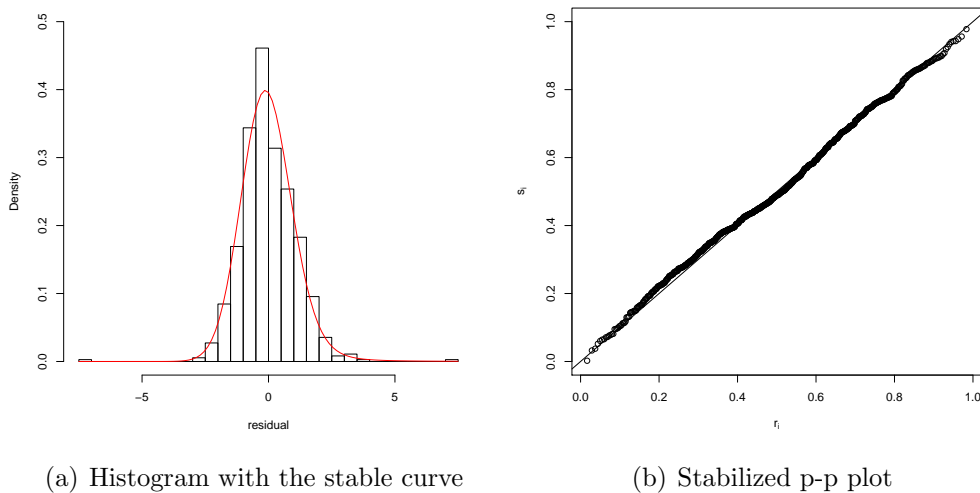 0.5
0.4
0.3
0.2
0.1
0.0
Density
−5 0 5
residual
(a) Histogram with the stable curve
1.0
0.8
0.6
0.4
0.2
0.0
sᵢ
0.0 0.2 0.4 0.6 0.8 1.0
rᵢ
(b) Stabilized p-p plot